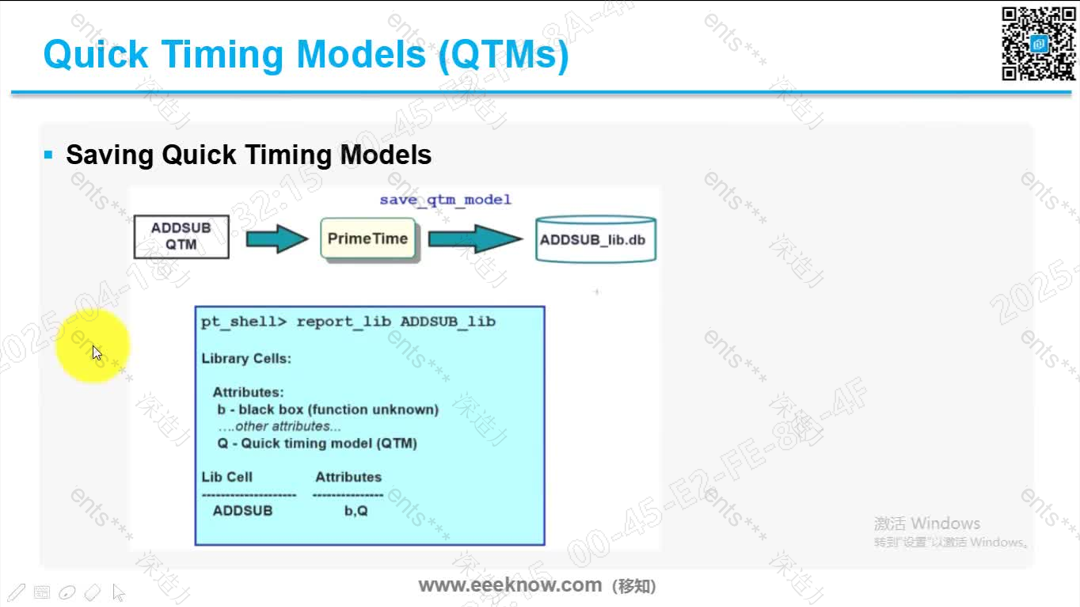 Quick Timing Models (QTMs)
Saving Quick Timing Models
save_qtm_model
ADDSUB
QTM
PrimeTime
ADDSUB_lib.db
pt_shell> report_lib ADDSUB_lib
Library Cells:
Attributes:
b - black box (function unknown)
....other attributes...
Q - Quick timing model (QTM)
Lib Cell Attributes
-------------------- ---------------
ADDSUB b,Q
激活 Windows
转到"设置"以激活 Windows。
www.eeeknow.com (移知)